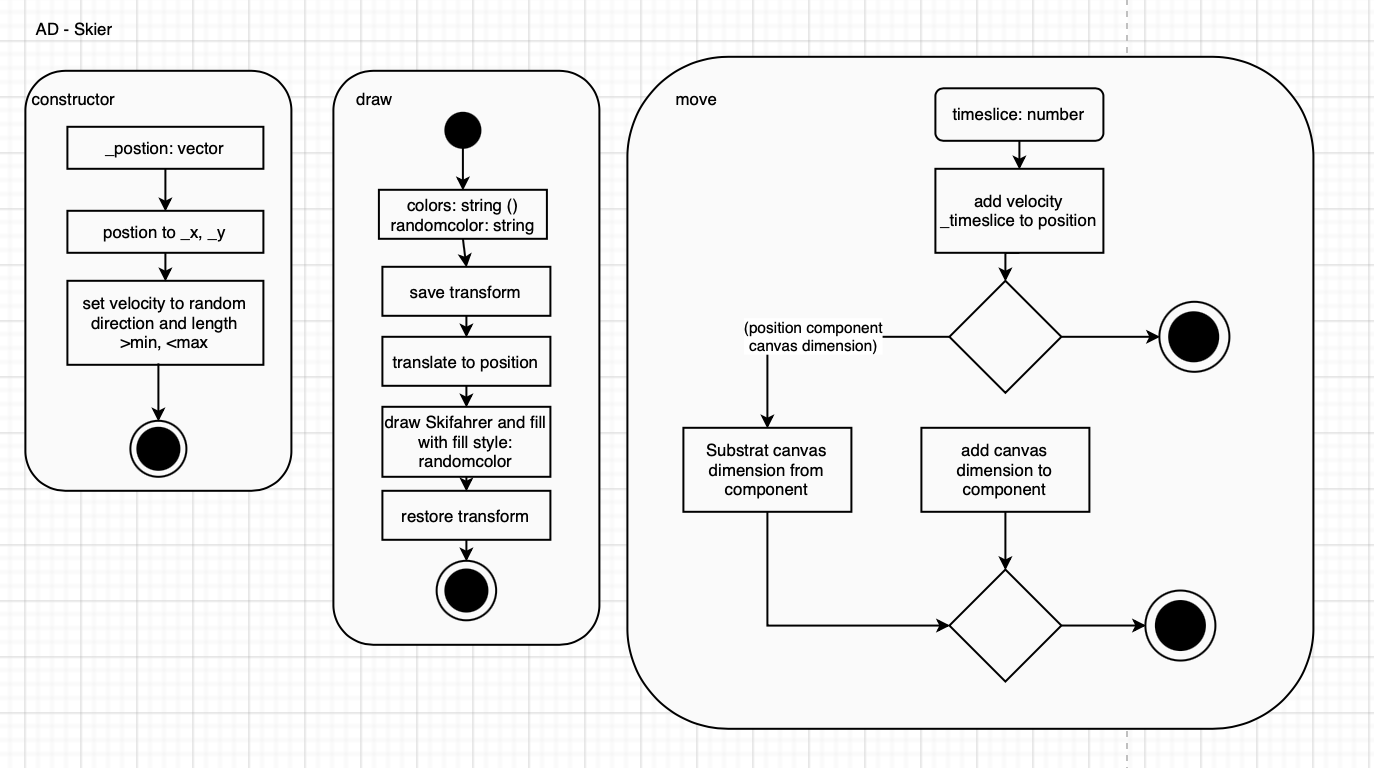 AD - Skier
constructor
_postion: vector
postion to _x, _y
set velocity to random
direction and length
>min, <max
draw
colors: string ()
randomcolor: string
save transform
translate to position
draw Skifahrer and fill
with fill style:
randomcolor
restore transform
move
timeslice: number
add velocity
_timeslice to position
(position component
canvas dimension)
Substrat canvas
dimension from
component
add canvas
dimension to
component